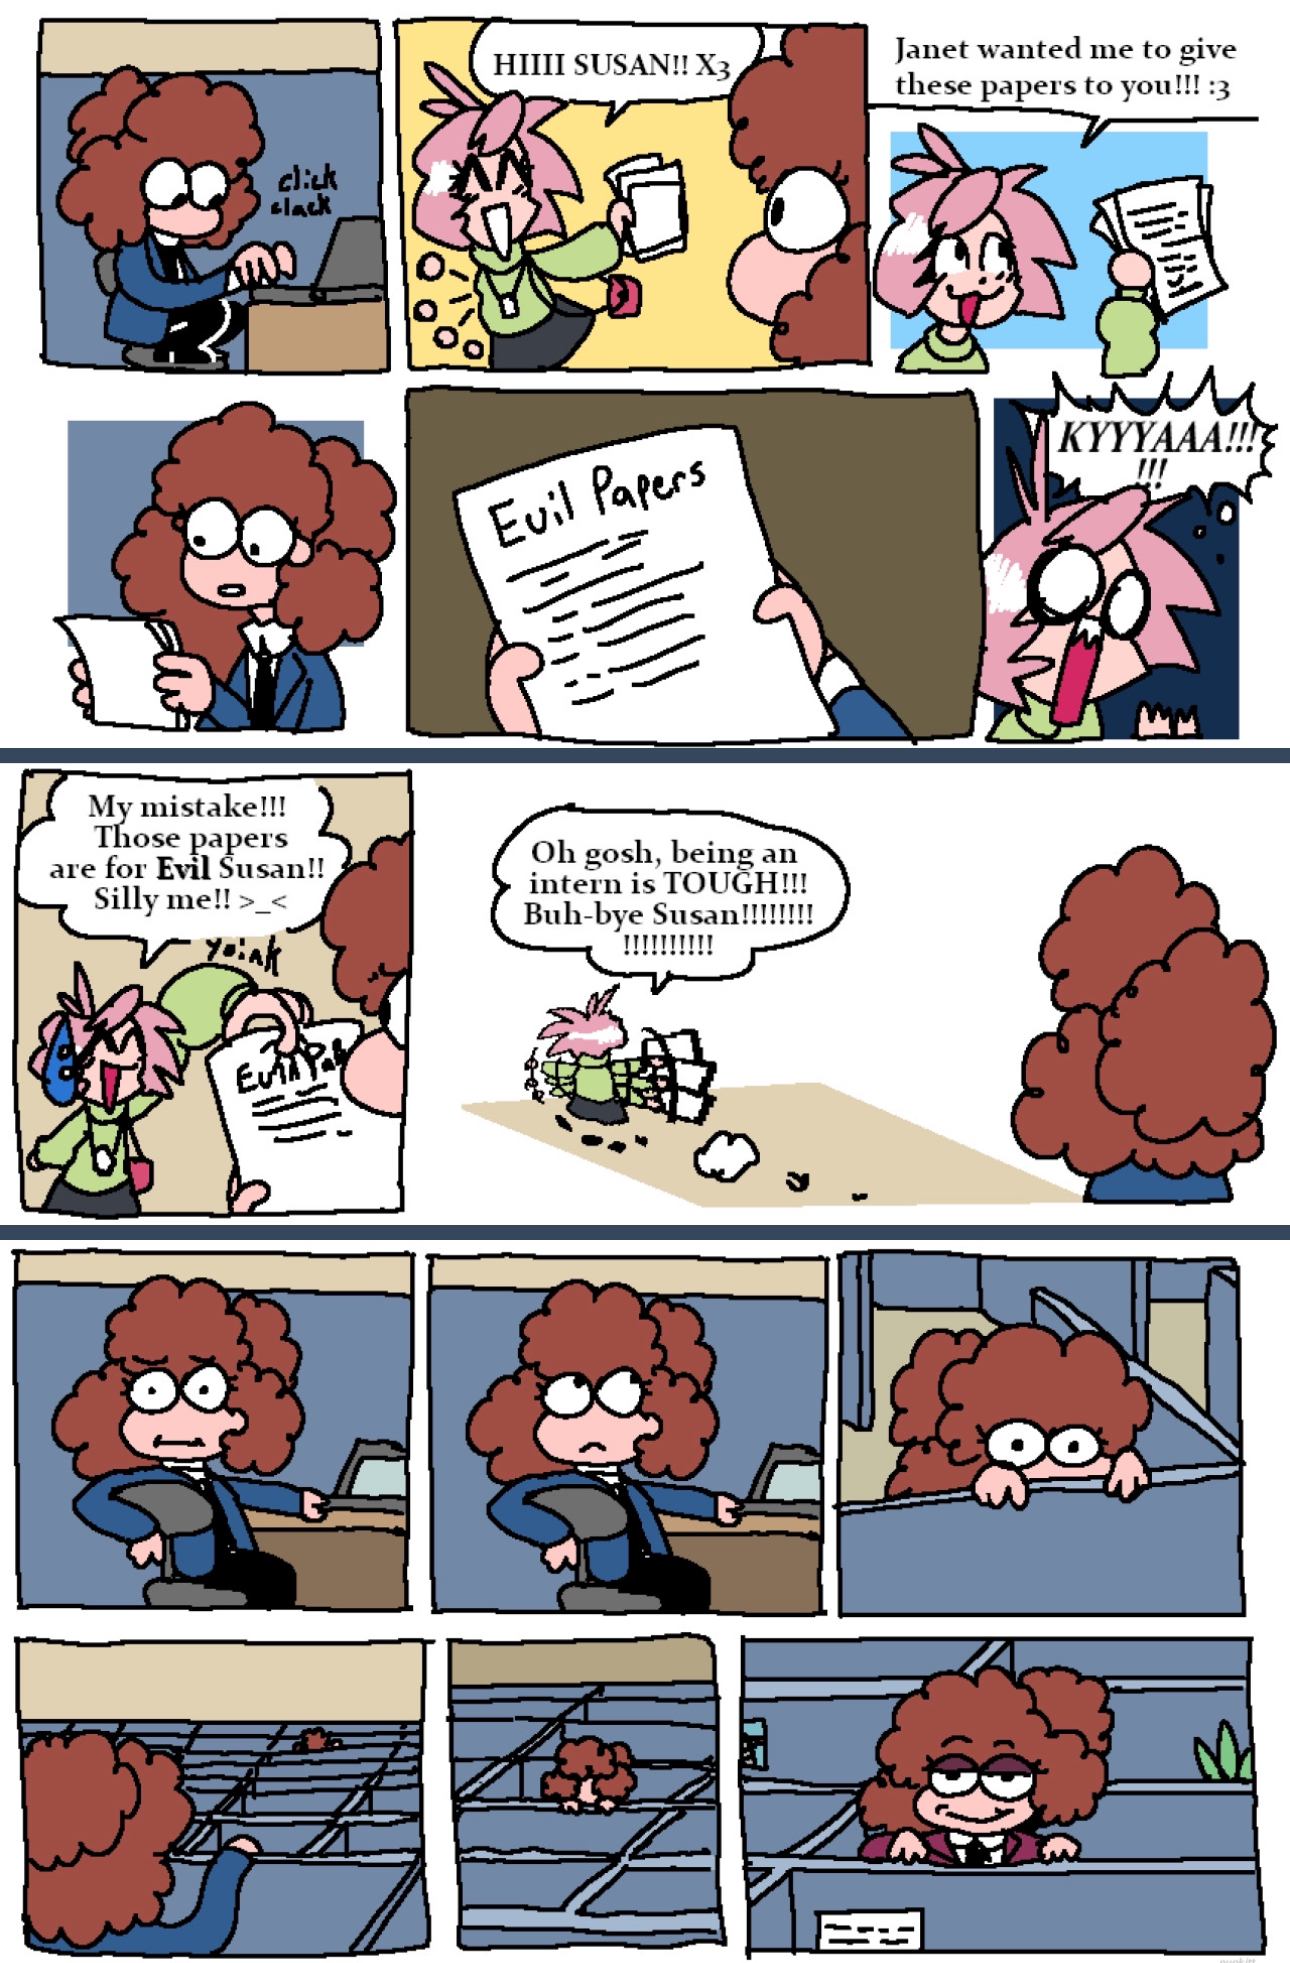 click
clack
HIIII SUSAN!! X3
Janet wanted me to give
these papers to you!!! :3
Evil Papers
KYYYAAA!!!
!!!
My mistake!!!
Those papers
are for Evil Susan!!
Silly me!! >_<
yoink
Evil Pa
Oh gosh, being an
intern is TOUGH!!!
Buh-bye Susan!!!!!!!!
!!!!!!!!!!